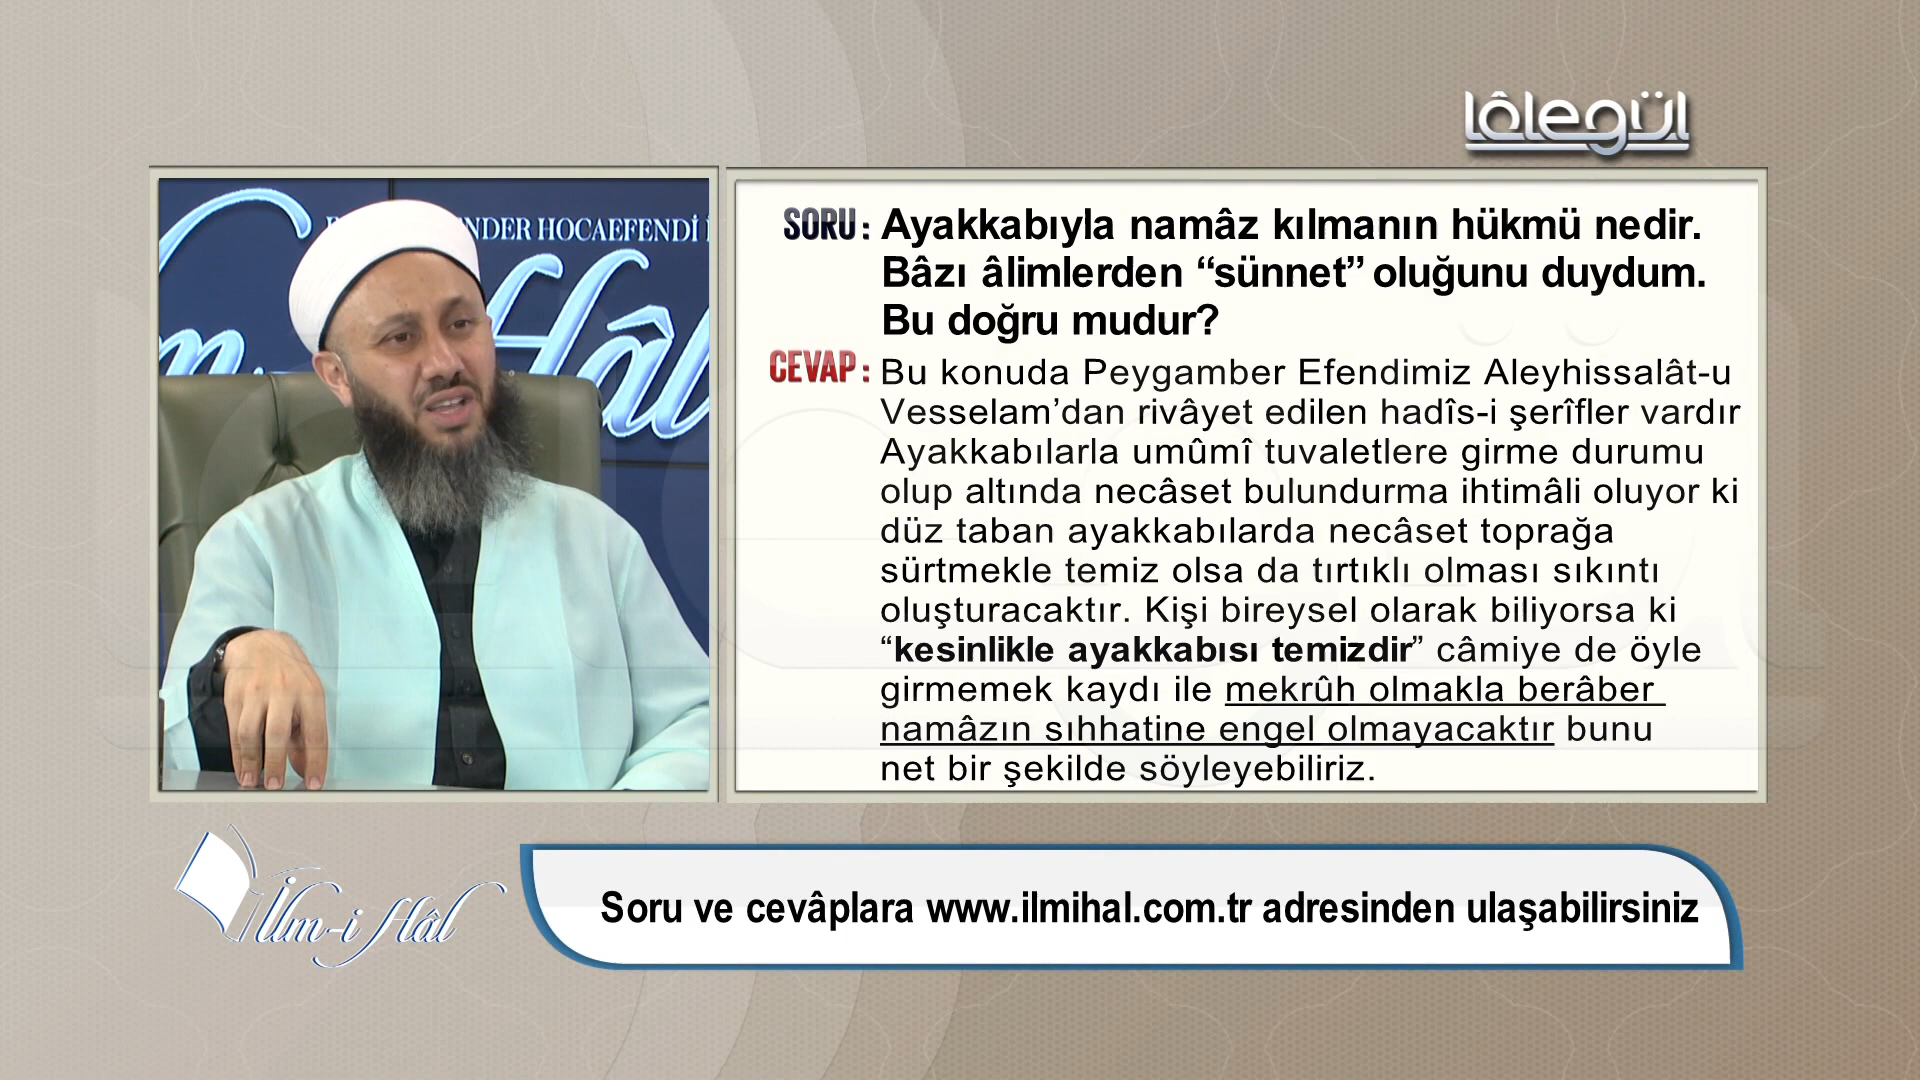 lâlegül
NDER HOCAEFENDİ İ
SORU : Ayakkabıyla namâz kılmanın hükmü nedir.
Bâzı âlimlerden “sünnet” oluğunu duydum.
Bu doğru mudur?
CEVAP : Bu konuda Peygamber Efendimiz Aleyhissalât-u
Vesselam’dan rivâyet edilen hadîs-i şerîfler vardır
Ayakkabılarla umûmî tuvaletlere girme durumu
olup altında necâset bulundurma ihtimâli oluyor ki
düz taban ayakkabılarda necâset toprağa
sürtmekle temiz olsa da tırtıklı olması sıkıntı
oluşturacaktır. Kişi bireysel olarak biliyorsa ki
“kesinlikle ayakkabısı temizdir” câmiye de öyle
girmemek kaydı ile mekrûh olmakla berâber
namâzın sıhhatine engel olmayacaktır bunu
net bir şekilde söyleyebiliriz.
İlm-i Hâl
Soru ve cevâplara www.ilmihal.com.tr adresinden ulaşabilirsiniz